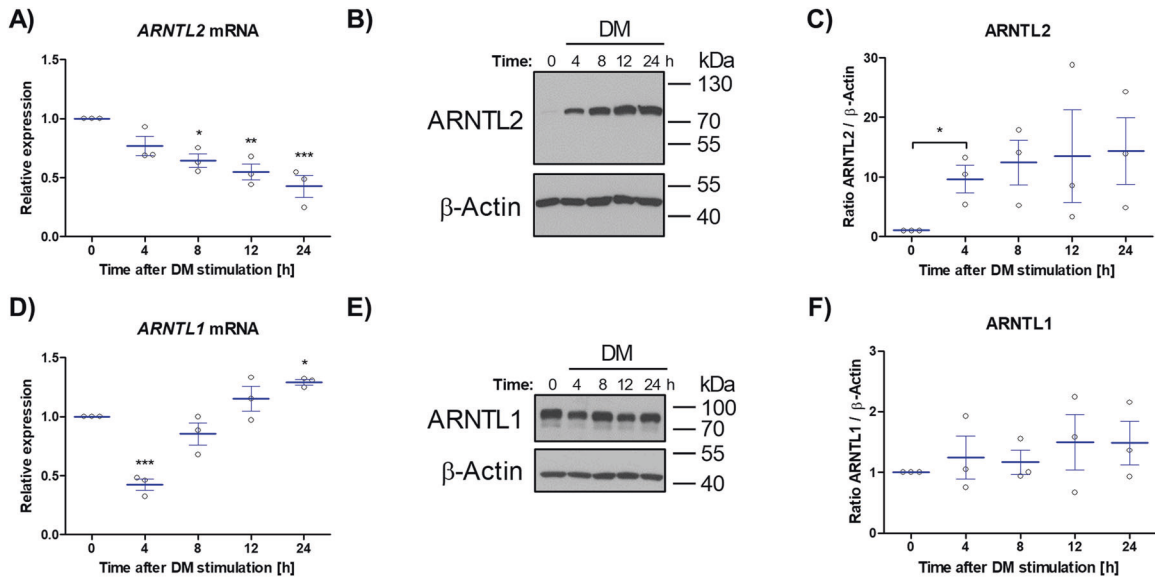 A)
ARNTL2 mRNA
Relative expression
1.5
1.0
0.5
0.0
*
**
***
0 4 8 12 24
Time after DM stimulation [h]
B)
DM
Time: 0 4 8 12 24 h kDa
ARNTL2
130
70
55
β-Actin
55
40
C)
ARNTL2
Ratio ARNTL2 / β-Actin
30
20
10
0
*
0 4 8 12 24
Time after DM stimulation [h]
D)
ARNTL1 mRNA
Relative expression
1.5
1.0
0.5
0.0
***
*
0 4 8 12 24
Time after DM stimulation [h]
E)
DM
Time: 0 4 8 12 24 h kDa
ARNTL1
100
70
β-Actin
55
40
F)
ARNTL1
Ratio ARNTL1 / β-Actin
3
2
1
0
0 4 8 12 24
Time after DM stimulation [h]